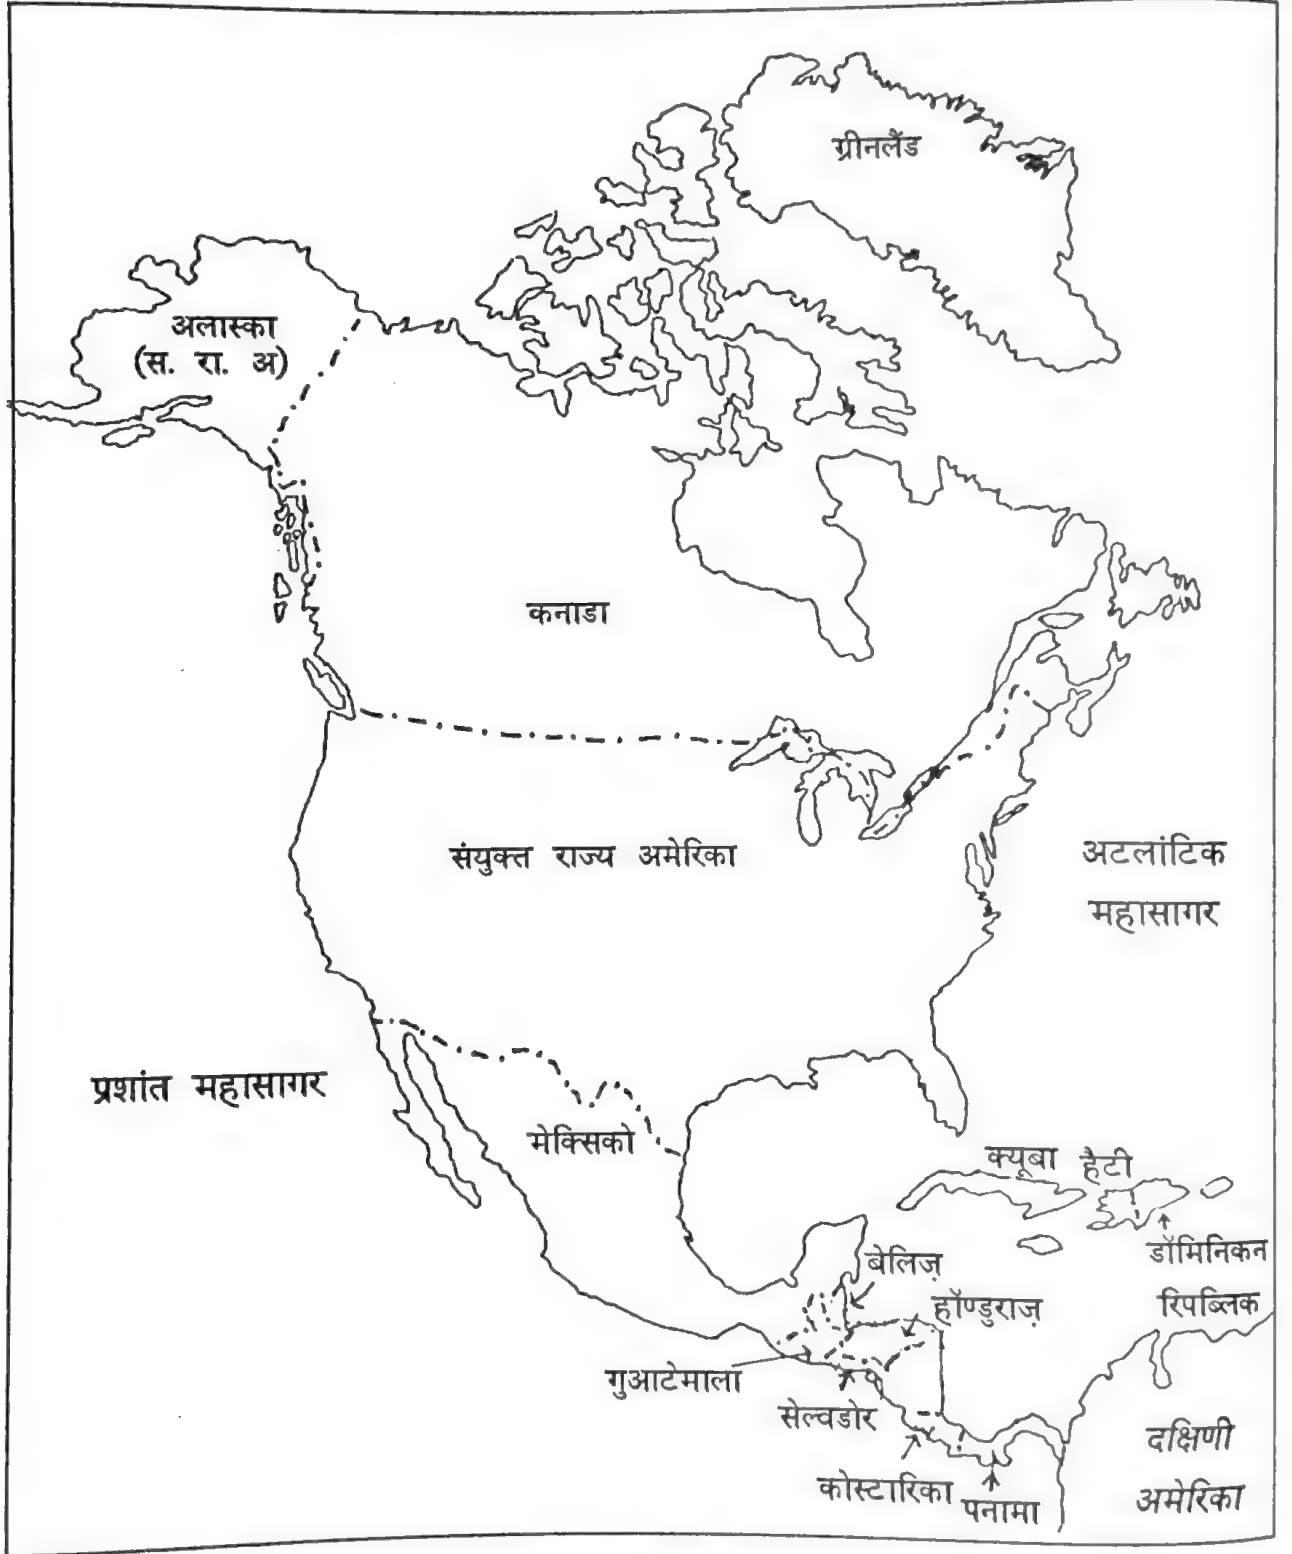 ग्रीनलैंड
अलास्का
(स. रा. अ)
कनाडा
संयुक्त राज्य अमेरिका
अटलांटिक
महासागर
प्रशांत महासागर
मेक्सिको
क्यूबा हैटी
डॉमिनिकन
रिपब्लिक
बेलिज़
हॉण्डुराज़
गुआटेमाला
सेल्वडोर
कोस्टारिका
पनामा
दक्षिणी
अमेरिका